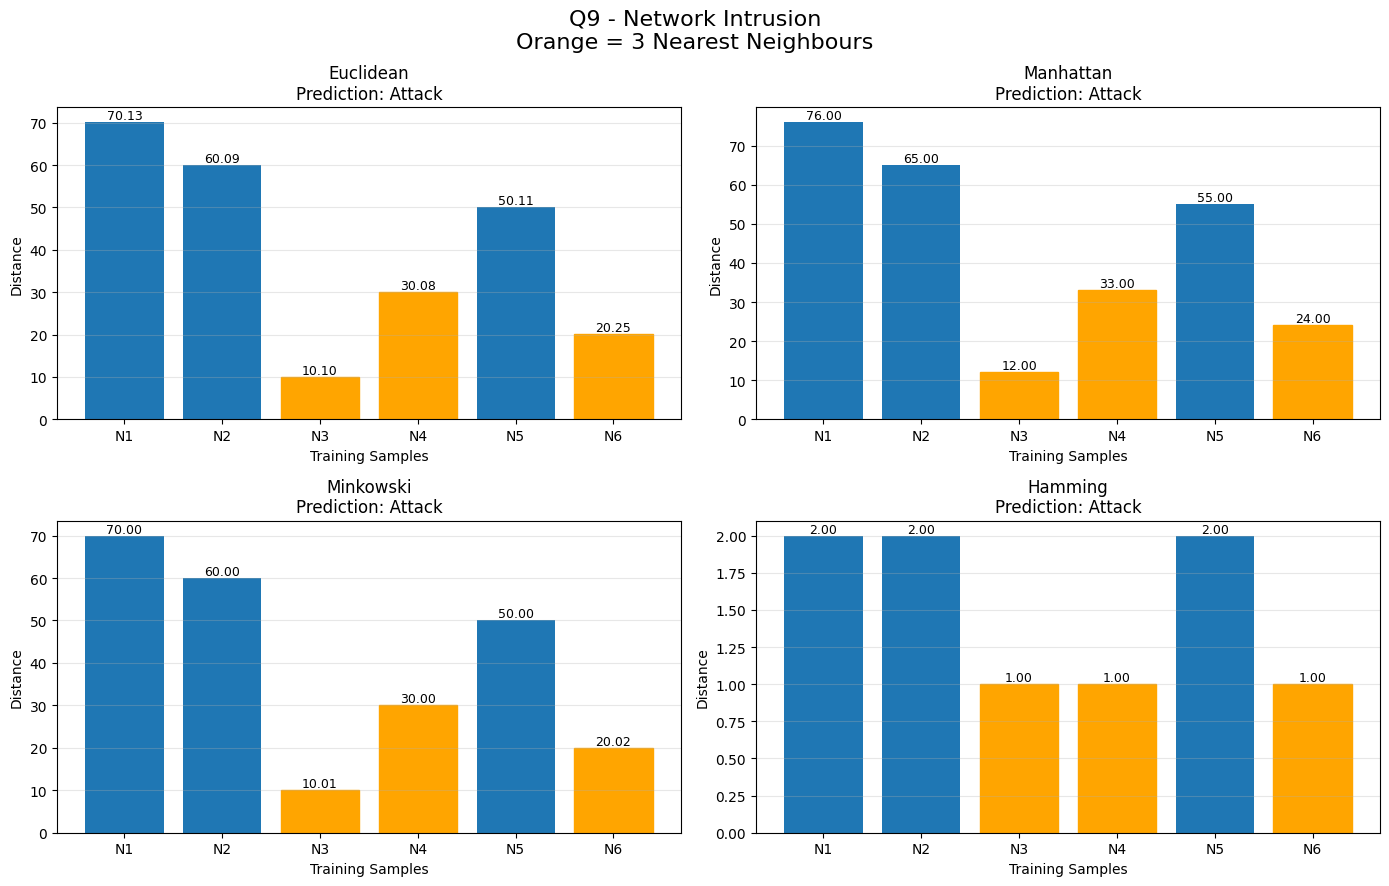 Q9 - Network Intrusion
Orange = 3 Nearest Neighbours
Euclidean
Prediction: Attack
Distance
70
60
50
40
30
20
10
0
70.13
60.09
10.10
30.08
50.11
20.25
N1 N2 N3 N4 N5 N6
Training Samples
Manhattan
Prediction: Attack
Distance
70
60
50
40
30
20
10
0
76.00
65.00
12.00
33.00
55.00
24.00
N1 N2 N3 N4 N5 N6
Training Samples
Minkowski
Prediction: Attack
Distance
70
60
50
40
30
20
10
0
70.00
60.00
10.01
30.00
50.00
20.02
N1 N2 N3 N4 N5 N6
Training Samples
Hamming
Prediction: Attack
Distance
2.00
1.75
1.50
1.25
1.00
0.75
0.50
0.25
0.00
2.00
2.00
1.00
1.00
2.00
1.00
N1 N2 N3 N4 N5 N6
Training Samples